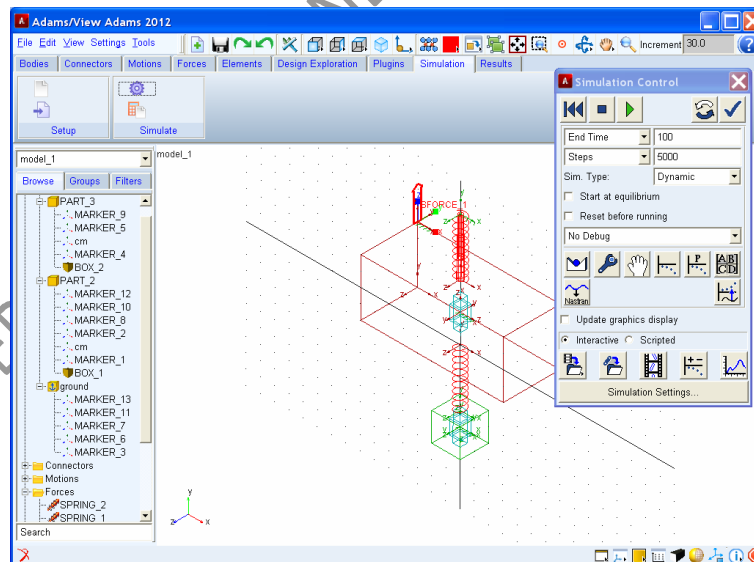 Adams/View Adams 2012
File Edit View Settings Tools
Increment 30.0
Bodies Connectors Motions Forces Elements Design Exploration Plugins Simulation Results
Setup Simulate
model_1
Browse Groups Filters
PART_3
MARKER_9
MARKER_5
cm
MARKER_4
BOX_2
PART_2
MARKER_12
MARKER_10
MARKER_8
MARKER_2
cm
MARKER_1
BOX_1
ground
MARKER_13
MARKER_11
MARKER_7
MARKER_6
MARKER_3
Connectors
Motions
Forces
SPRING_2
SPRING_1
Search
model_1
SFORCE_1
y
z
x
Simulation Control
End Time 100
Steps 5000
Sim. Type: Dynamic
Start at equilibrium
Reset before running
No Debug
P
AB
CD
Nastran
Update graphics display
Interactive Scripted
Simulation Settings...